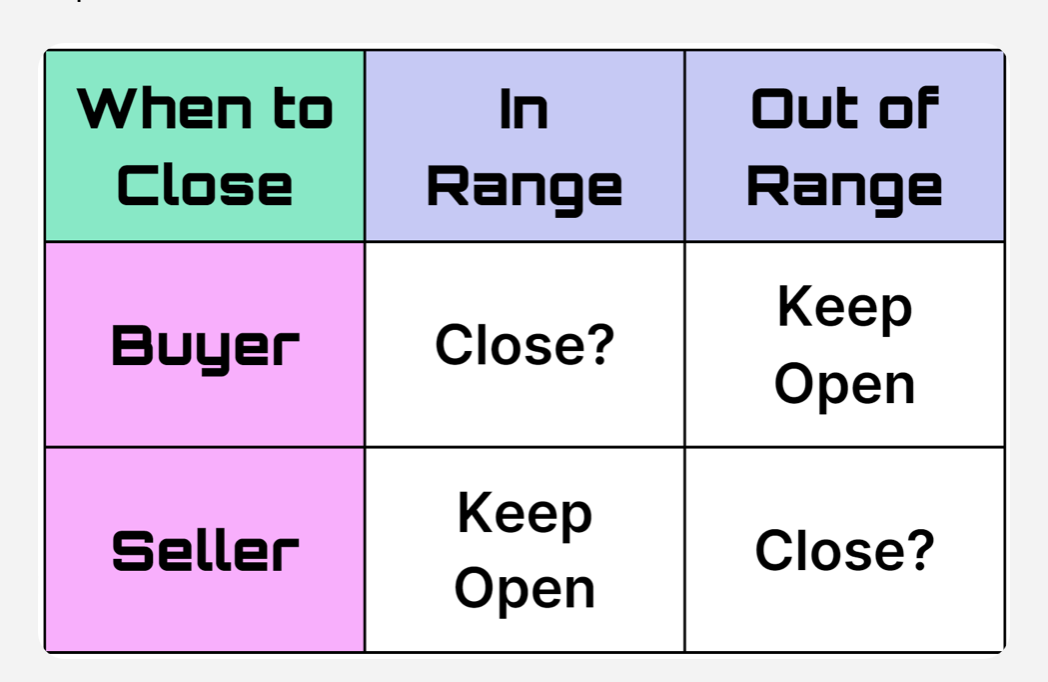 When to
Close
In
Range
Out of
Range
Buyer
Close?
Keep
Open
Seller
Keep
Open
Close?